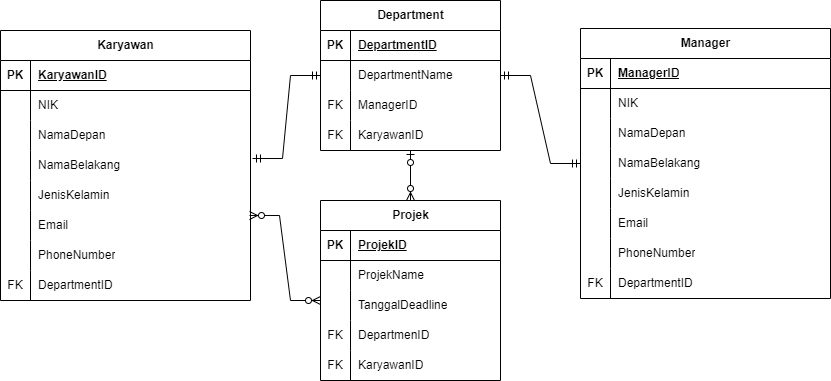 Karyawan
PK KaryawanID
NIK
NamaDepan
NamaBelakang
JenisKelamin
Email
PhoneNumber
FK DepartmentID
Department
PK DepartmentID
DepartmentName
FK ManagerID
FK KaryawanID
Projek
PK ProjekID
ProjekName
TanggalDeadline
FK DepartmenID
FK KaryawanID
Manager
PK ManagerID
NIK
NamaDepan
NamaBelakang
JenisKelamin
Email
PhoneNumber
FK DepartmentID